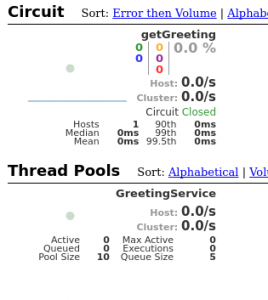 Circuit Sort: Error then Volume | Alphab
getGreeting
0 0 0.0 %
0 0
0
Host: 0.0/s
Cluster: 0.0/s
Circuit Closed
Hosts 1 90th 0ms
Median 0ms 99th 0ms
Mean 0ms 99.5th 0ms
Thread Pools Sort: Alphabetical | Vol
GreetingService
Host: 0.0/s
Cluster: 0.0/s
Active 0 Max Active 0
Queued 0 Executions 0
Pool Size 10 Queue Size 5